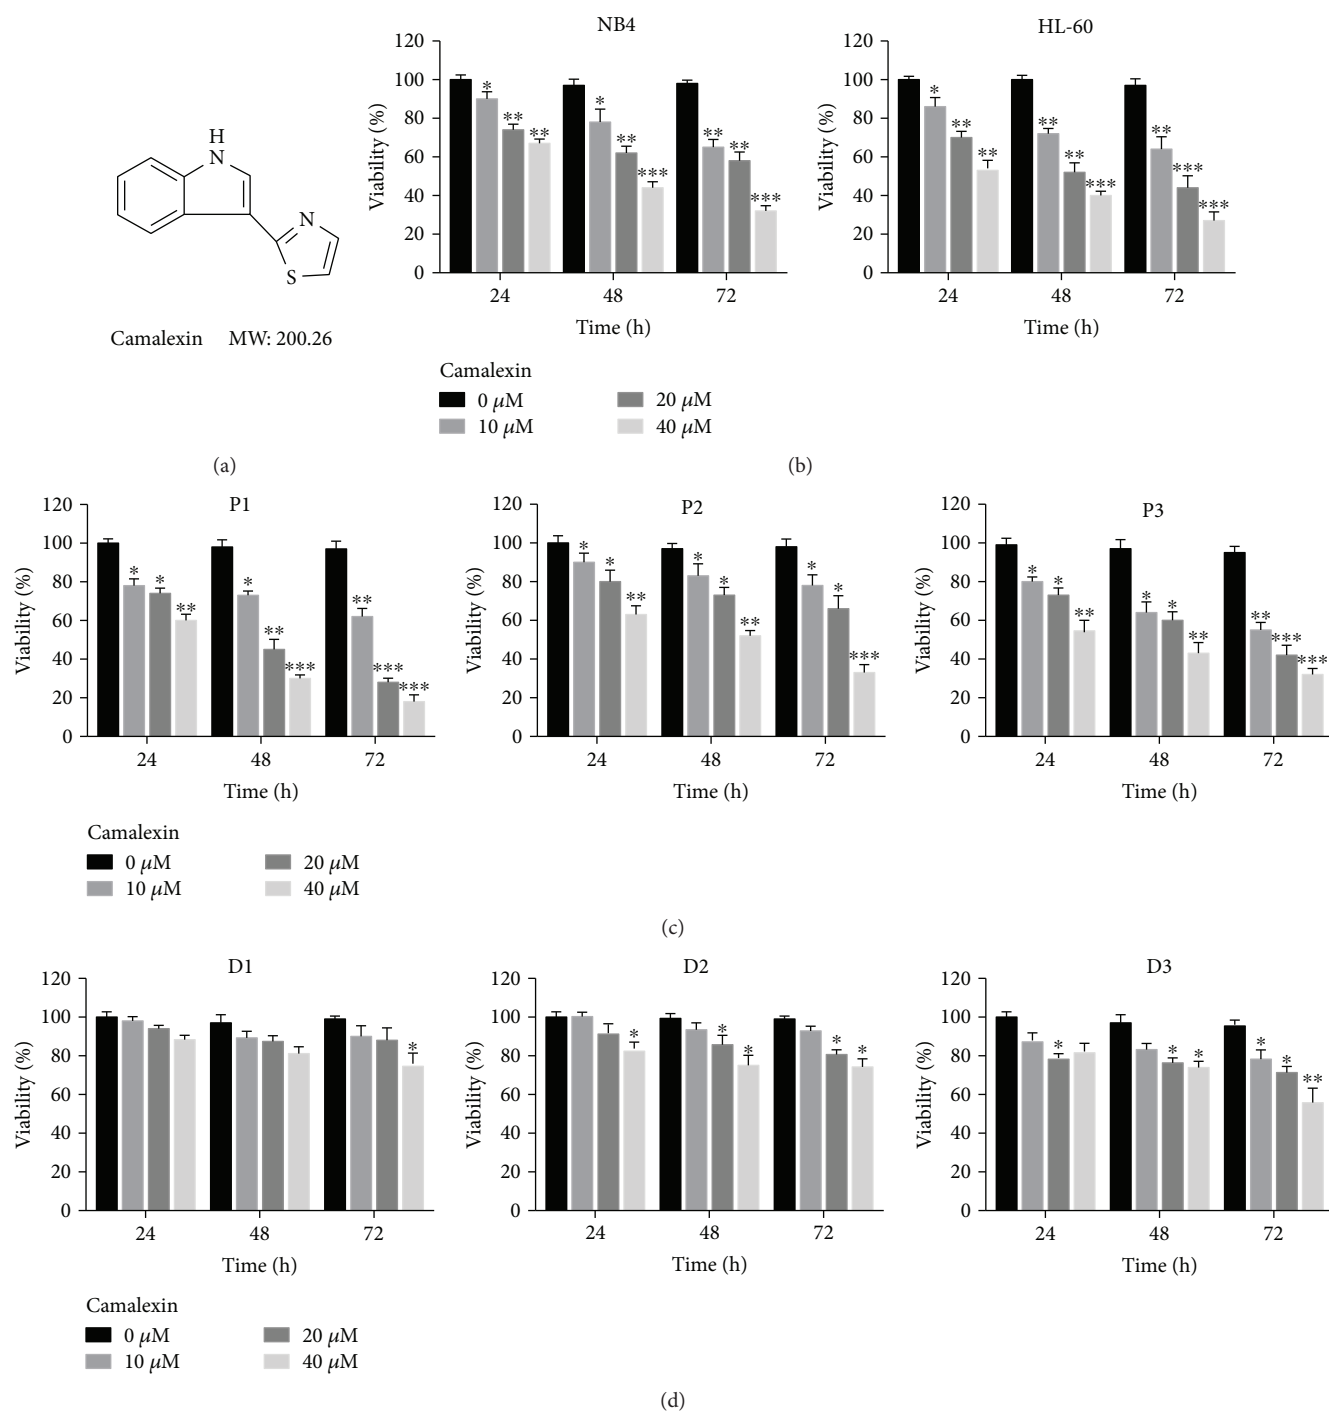 H
N
N
S
Camalexin MW: 200.26
(a)
NB4
120
100
80
60
40
20
0
Viability (%)
* ** **
* ** ***
** ** ***
24 48 72
Time (h)
HL-60
120
100
80
60
40
20
0
Viability (%)
* ** **
** ** ***
** *** ***
24 48 72
Time (h)
Camalexin
0 μM 20 μM
10 μM 40 μM
(b)
P1
120
100
80
60
40
20
0
Viability (%)
* * **
* ** ***
** *** ***
24 48 72
Time (h)
P2
120
100
80
60
40
20
0
Viability (%)
* * **
* * **
* * ***
24 48 72
Time (h)
P3
120
100
80
60
40
20
0
Viability (%)
* * **
* * **
** *** ***
24 48 72
Time (h)
Camalexin
0 μM 20 μM
10 μM 40 μM
(c)
D1
120
100
80
60
40
20
0
Viability (%)
*
24 48 72
Time (h)
D2
120
100
80
60
40
20
0
Viability (%)
*
* *
* *
24 48 72
Time (h)
D3
120
100
80
60
40
20
0
Viability (%)
*
* *
* * **
24 48 72
Time (h)
Camalexin
0 μM 20 μM
10 μM 40 μM
(d)